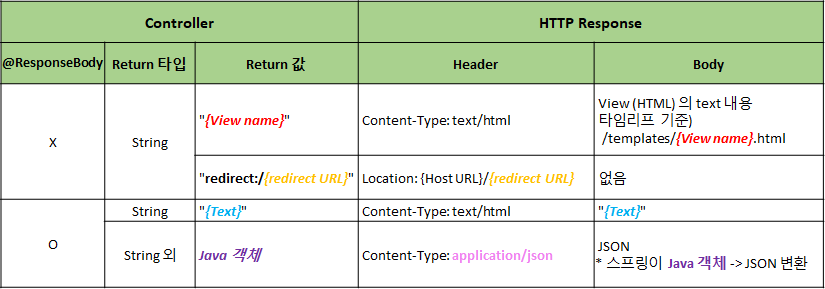 Controller HTTP Response
@ResponseBody Return 타입 Return 값 Header Body
X String "{View name}" Content-Type: text/html View (HTML) 의 text 내용
타임리프 기준)
/templates/{View name}.html
"redirect:/{redirect URL}" Location: {Host URL}/{redirect URL} 없음
O String "{Text}" Content-Type: text/html "{Text}"
String 외 Java 객체 Content-Type: application/json JSON
* 스프링이 Java 객체 -> JSON 변환